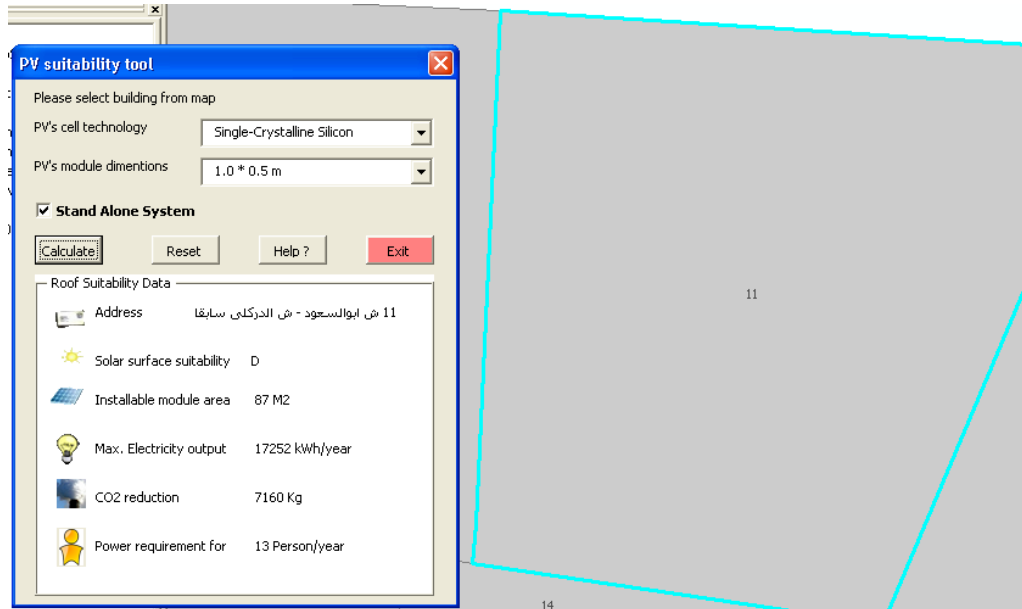 PV suitability tool
Please select building from map
PV's cell technology Single-Crystalline Silicon
PV's module dimentions 1.0 * 0.5 m
Stand Alone System
Calculate Reset Help ? Exit
Roof Suitability Data
Address 11 ش ابوالسعود - ش الدركلى سابقا
Solar surface suitability D
Installable module area 87 M2
Max. Electricity output 17252 kWh/year
CO2 reduction 7160 Kg
Power requirement for 13 Person/year
11
14